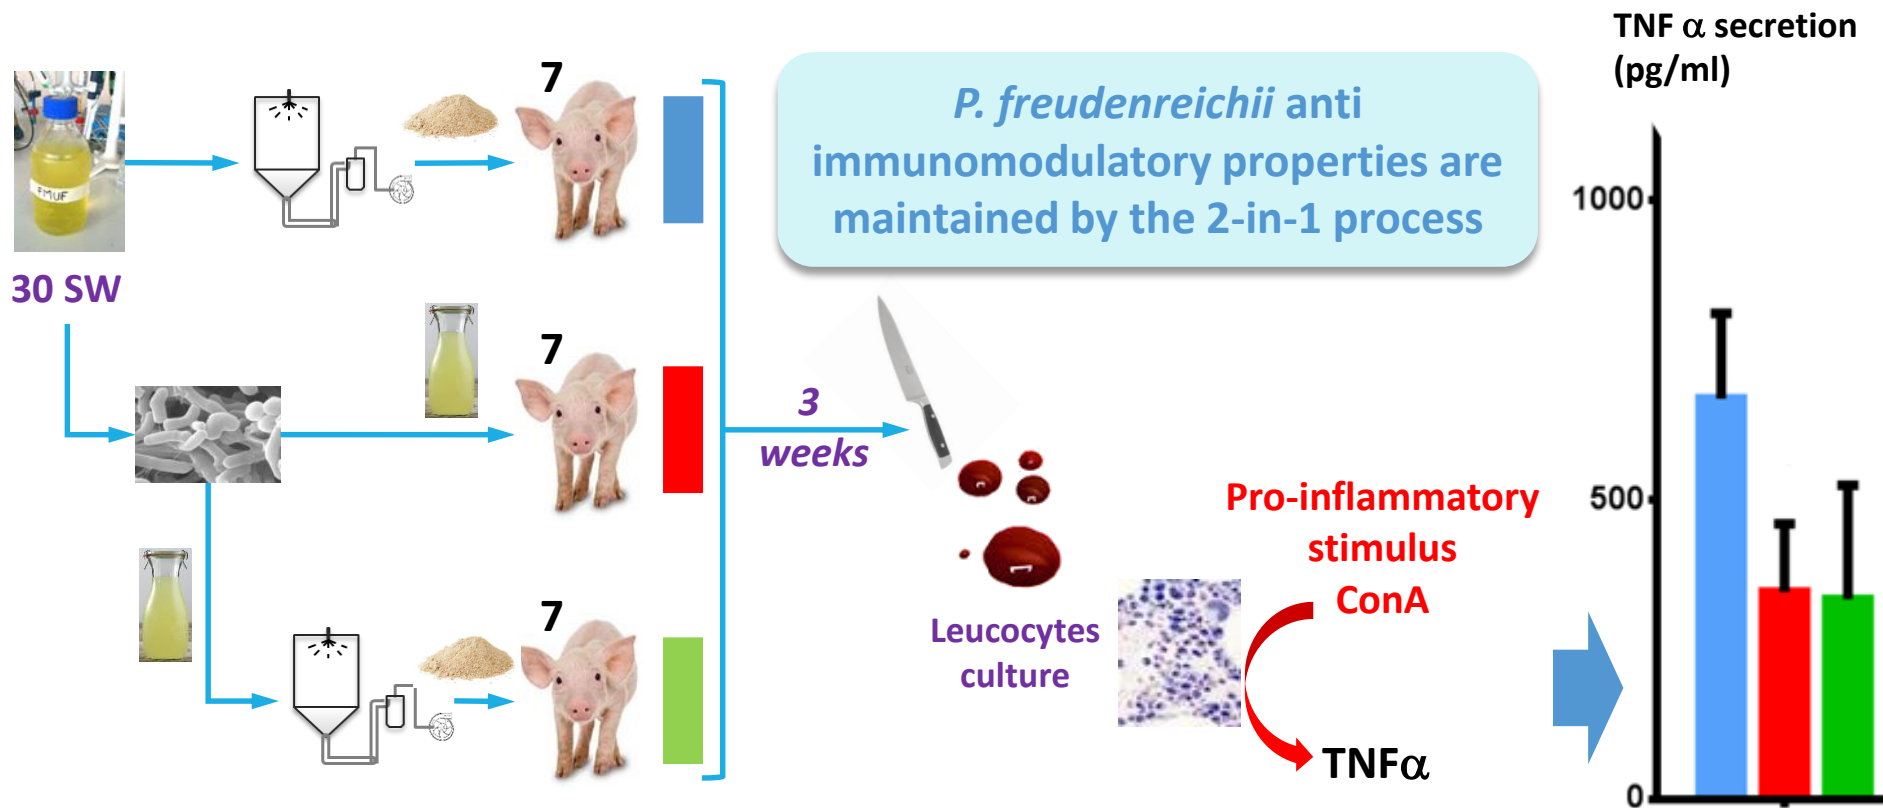 TNF α secretion
(pg/ml)
7
P. freudenreichii anti
immunomodulatory properties are
maintained by the 2-in-1 process
FMUF
30 SW
1000
7
3
weeks
500
Pro-inflammatory
stimulus
ConA
Leucocytes
culture
7
TNFα
0